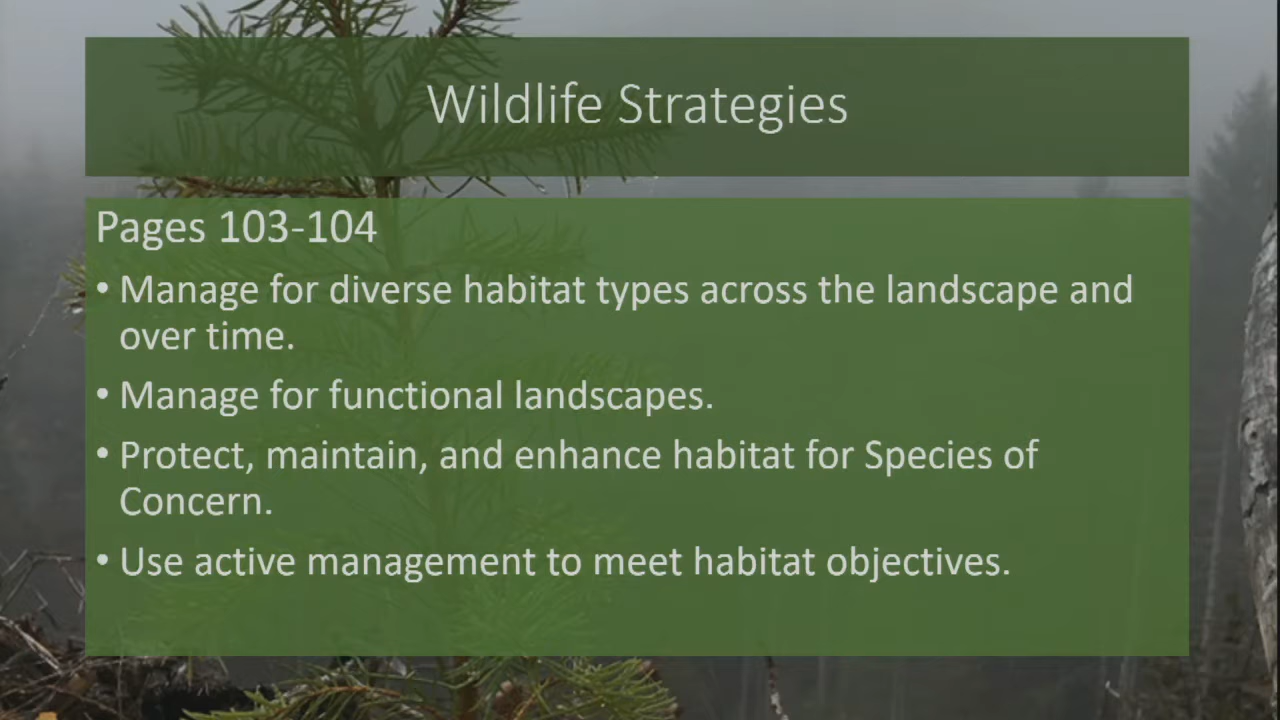 Wildlife Strategies
Pages 103-104
• Manage for diverse habitat types across the landscape and
over time.
• Manage for functional landscapes.
• Protect, maintain, and enhance habitat for Species of
Concern.
• Use active management to meet habitat objectives.